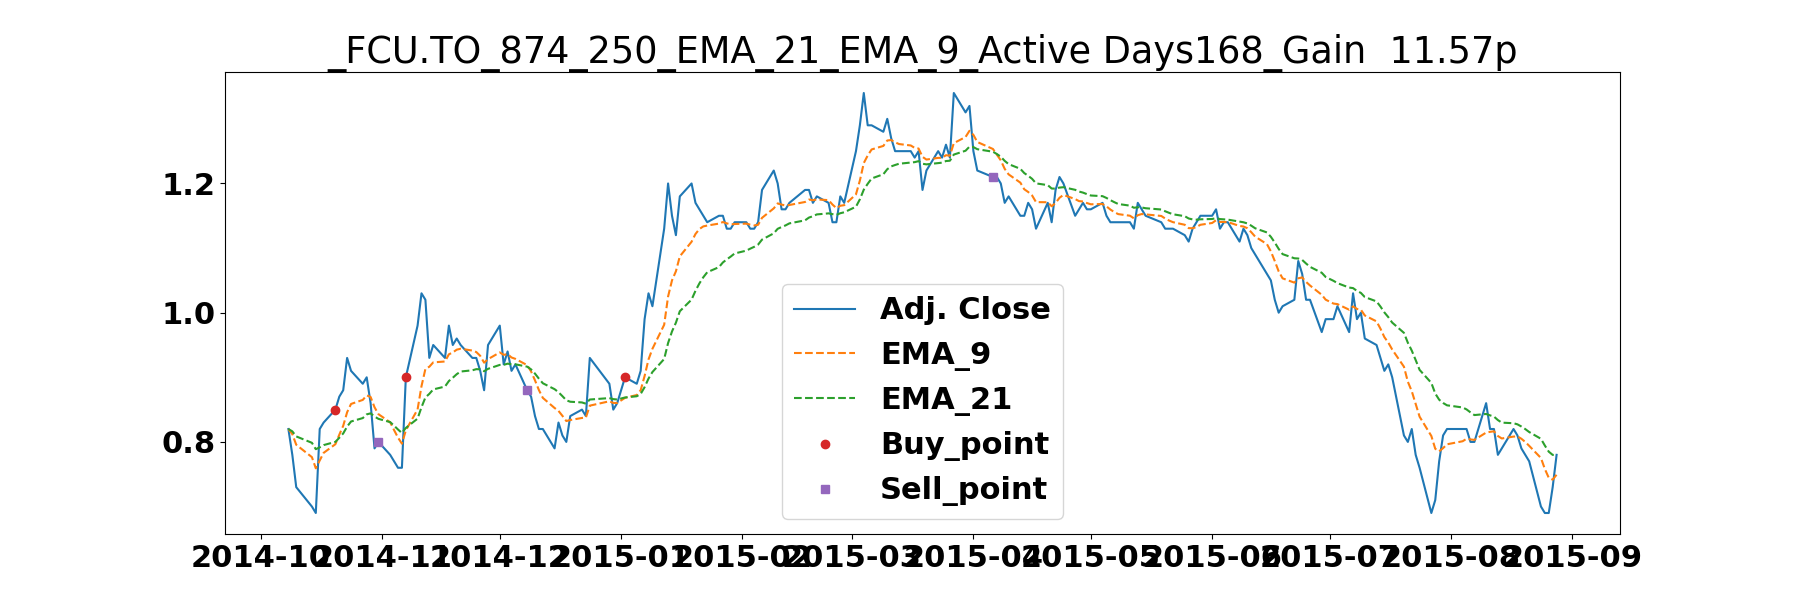 _FCU.TO_874_250_EMA_21_EMA_9_Active Days168_Gain  11.57p
1.2
1.0
0.8
Adj. Close
EMA_9
EMA_21
Buy_point
Sell_point
2014-10 2014-11 2014-12 2015-01 2015-02 2015-03 2015-04 2015-05 2015-06 2015-07 2015-08 2015-09